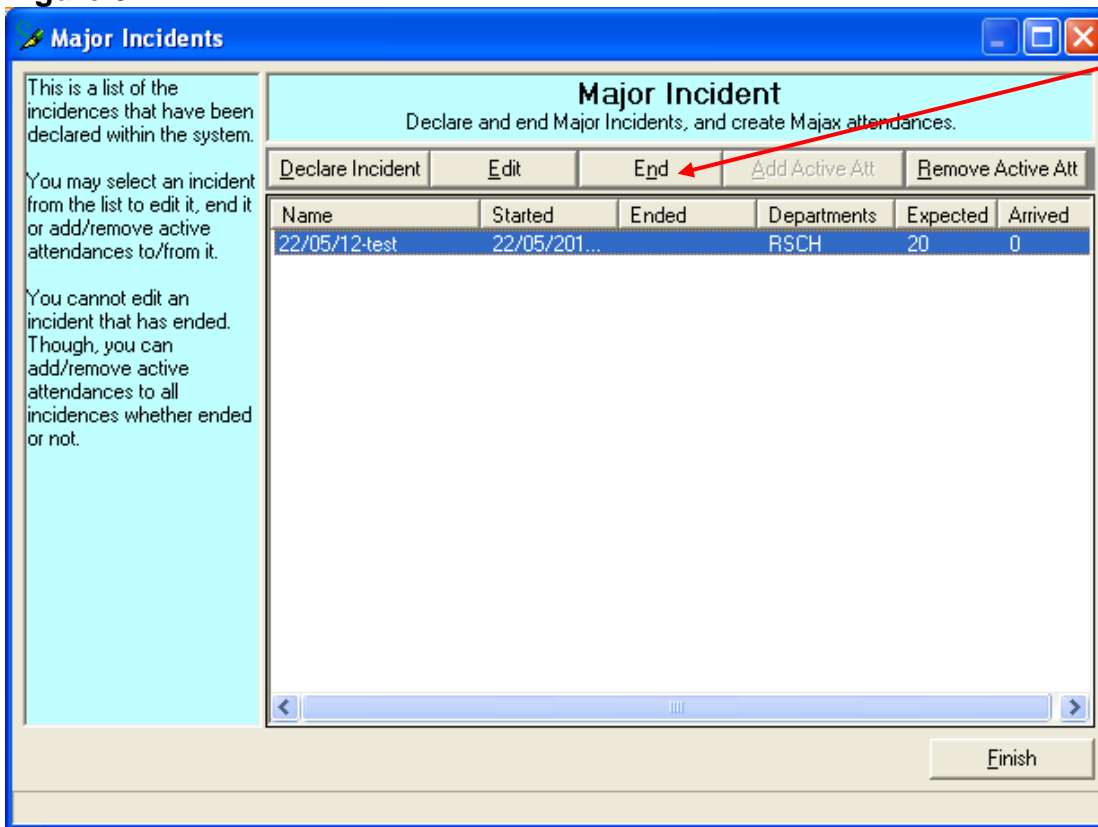 Major Incidents
This is a list of the
incidences that have been
declared within the system.
You may select an incident
from the list to edit it, end it
or add/remove active
attendances to/from it.
You cannot edit an
incident that has ended.
Though, you can
add/remove active
attendances to all
incidences whether ended
or not.
Major Incident
Declare and end Major Incidents, and create Majax attendances.
Declare Incident Edit End Add Active Att Remove Active Att
Name Started Ended Departments Expected Arrived
22/05/12-test 22/05/201... RSCH 20 0
Finish